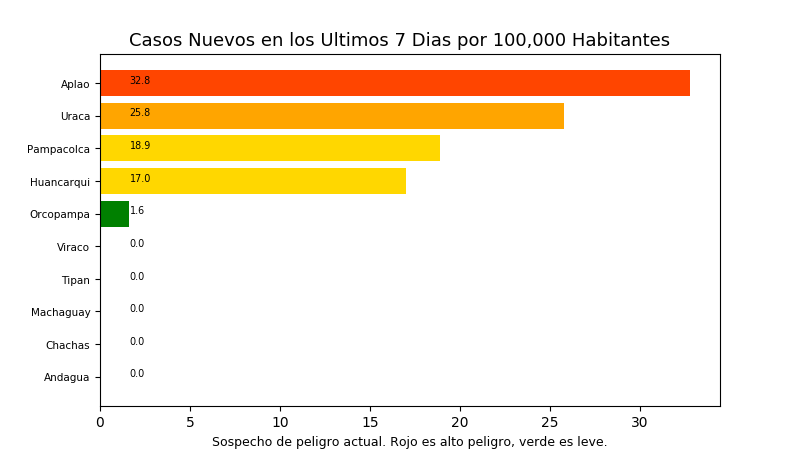 Casos Nuevos en los Ultimos 7 Dias por 100,000 Habitantes
Aplao 32.8
Uraca 25.8
Pampacolca 18.9
Huancarqui 17.0
Orcopampa 1.6
Viraco 0.0
Tipan 0.0
Machaguay 0.0
Chachas 0.0
Andagua 0.0
0 5 10 15 20 25 30
Sospecho de peligro actual. Rojo es alto peligro, verde es leve.